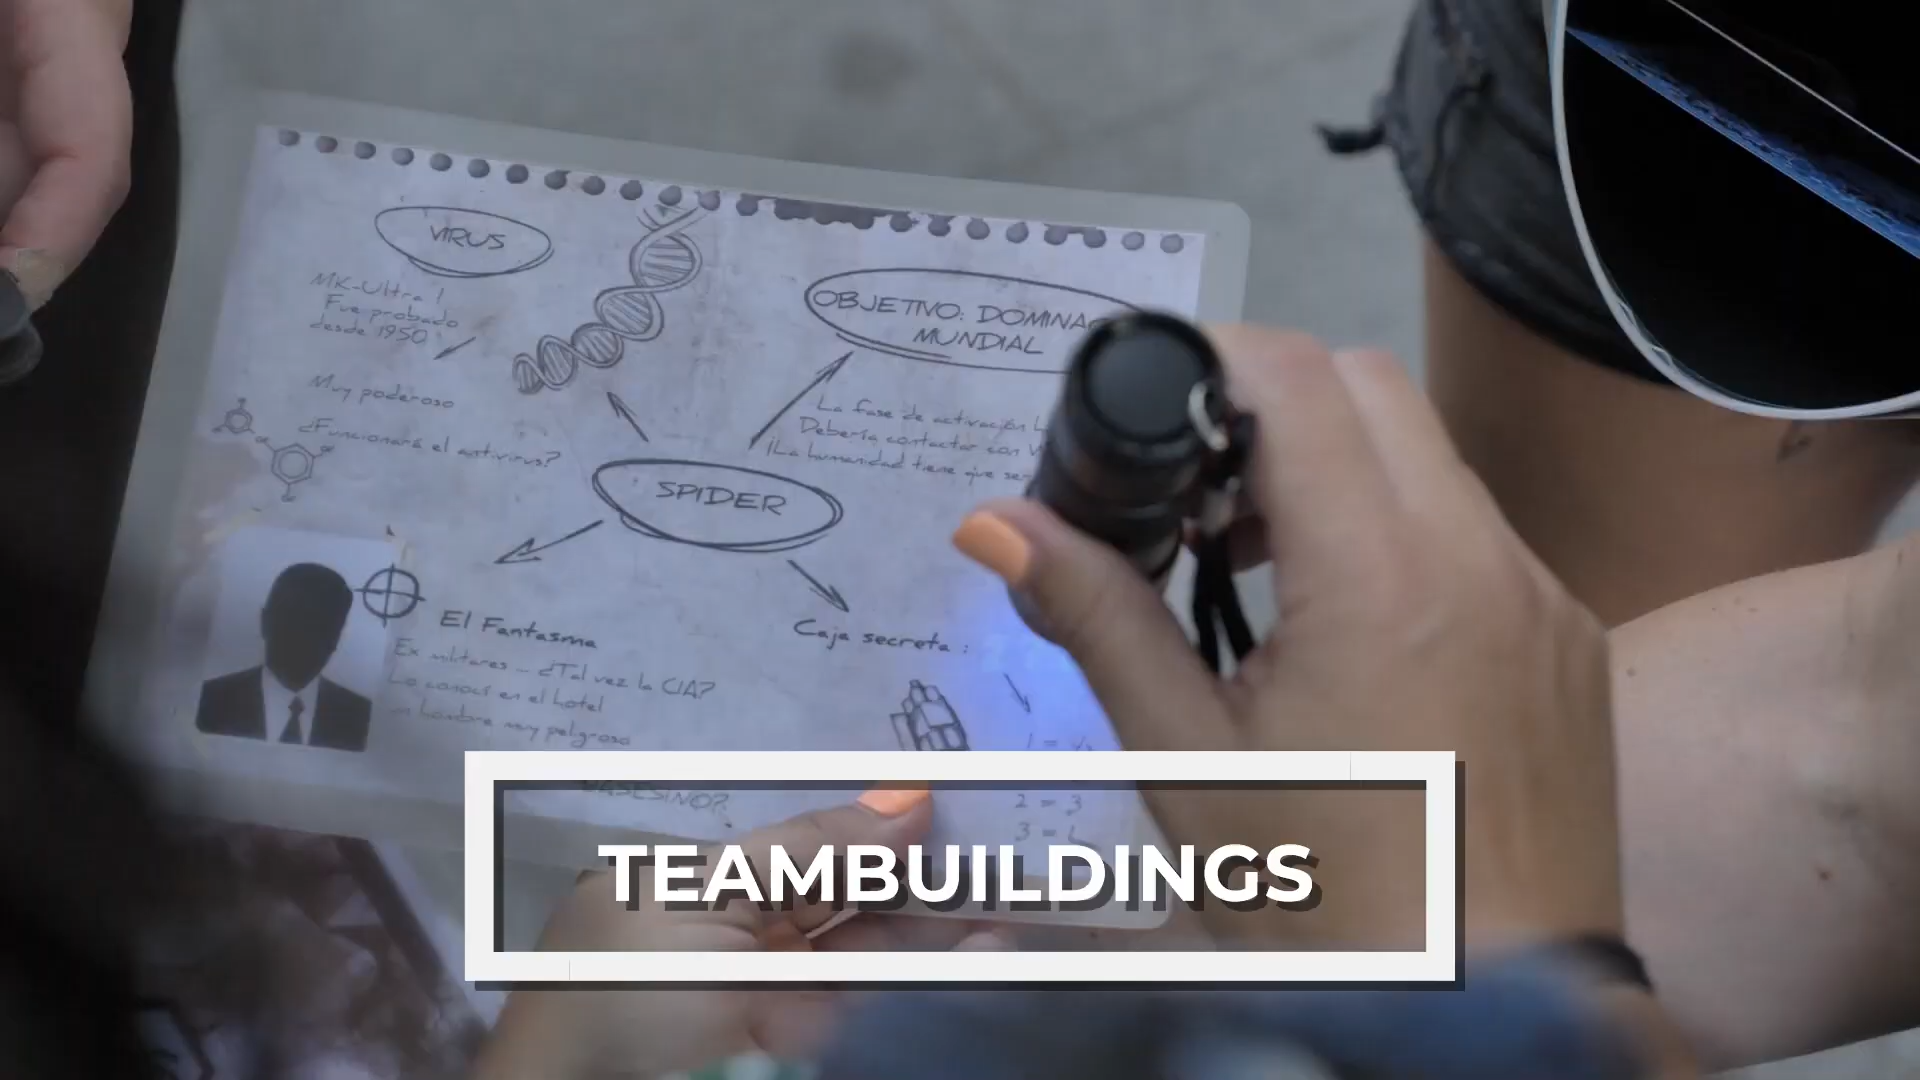 VIRUS
MK-Ultra!
Fue probado
desde 1950
Muy poderoso
¿Funcionará el antivirus?
OBJETIVO:
MUNDIAL
La fase de activación
Debería contactar con
¡La humanidad tiene que ser
SPIDER
El Fantasma
Ex militares ... ¿Tal vez la CIA?
Lo conocí en el hotel
un hombre muy peligroso
Caja secreta :
2 = 3
3 = L
TEAMBUILDINGS